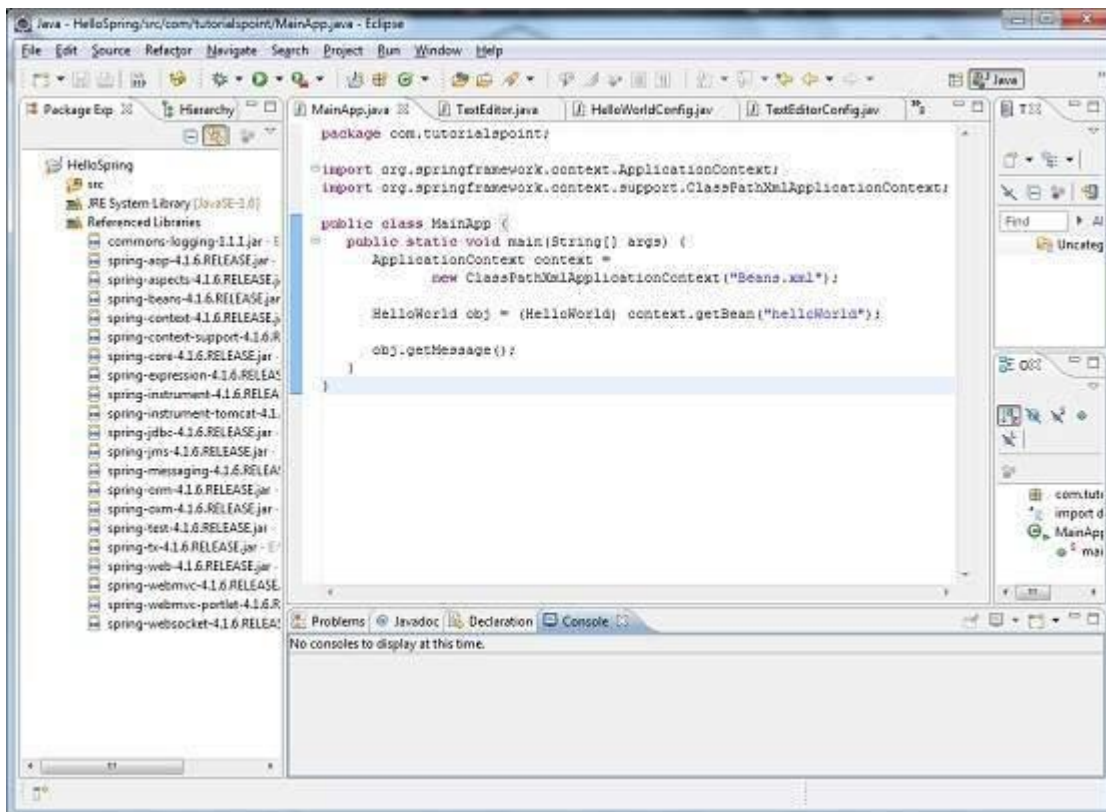 Java - HelloSpring/src/com/tutorialspoint/MainApp.java - Eclipse
File Edit Source Refactor Navigate Search Project Run Window Help
Java
Package Exp
Hierarchy
HelloSpring
src
JRE System Library [JavaSE-1.6]
Referenced Libraries
commons-logging-1.1.1.jar - E
spring-aop-4.1.6.RELEASE.jar -
spring-aspects-4.1.6.RELEASE.j
spring-beans-4.1.6.RELEASE.jar
spring-context-4.1.6.RELEASE.j
spring-context-support-4.1.6.R
spring-core-4.1.6.RELEASE.jar -
spring-expression-4.1.6.RELEAS
spring-instrument-4.1.6.RELEA
spring-instrument-tomcat-4.1.
spring-jdbc-4.1.6.RELEASE.jar -
spring-jms-4.1.6.RELEASE.jar -
spring-messaging-4.1.6.RELEA
spring-orm-4.1.6.RELEASE.jar -
spring-oxm-4.1.6.RELEASE.jar -
spring-test-4.1.6.RELEASE.jar -
spring-tx-4.1.6.RELEASE.jar - E:
spring-web-4.1.6.RELEASE.jar -
spring-webmvc-4.1.6.RELEASE.
spring-webmvc-portlet-4.1.6.R
spring-websocket-4.1.6.RELEA
MainApp.java TextEditor.java HelloWorldConfig.jav TextEditorConfig.jav
package com.tutorialspoint;
import org.springframework.context.ApplicationContext;
import org.springframework.context.support.ClassPathXmlApplicationContext;
public class MainApp {
public static void main(String[] args) {
ApplicationContext context =
new ClassPathXmlApplicationContext("Beans.xml");
HelloWorld obj = (HelloWorld) context.getBean("helloWorld");
obj.getMessage();
}
}
Find Al
Uncateg
com.tuto
import d
MainApp
mai
Problems Javadoc Declaration Console
No consoles to display at this time.